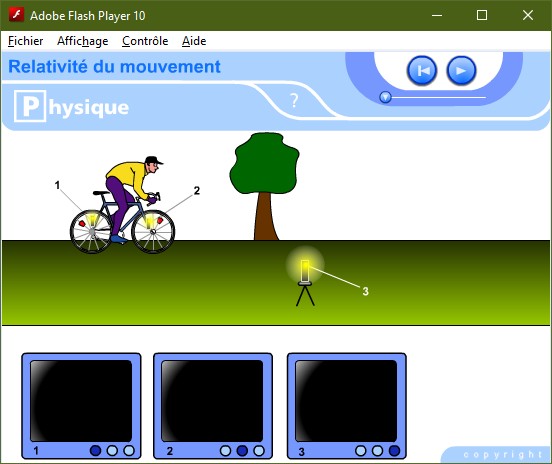 Adobe Flash Player 10
Fichier Affichage Contrôle Aide
Relativité du mouvement
Physique
?
1
2
3
1
2
3
copyright